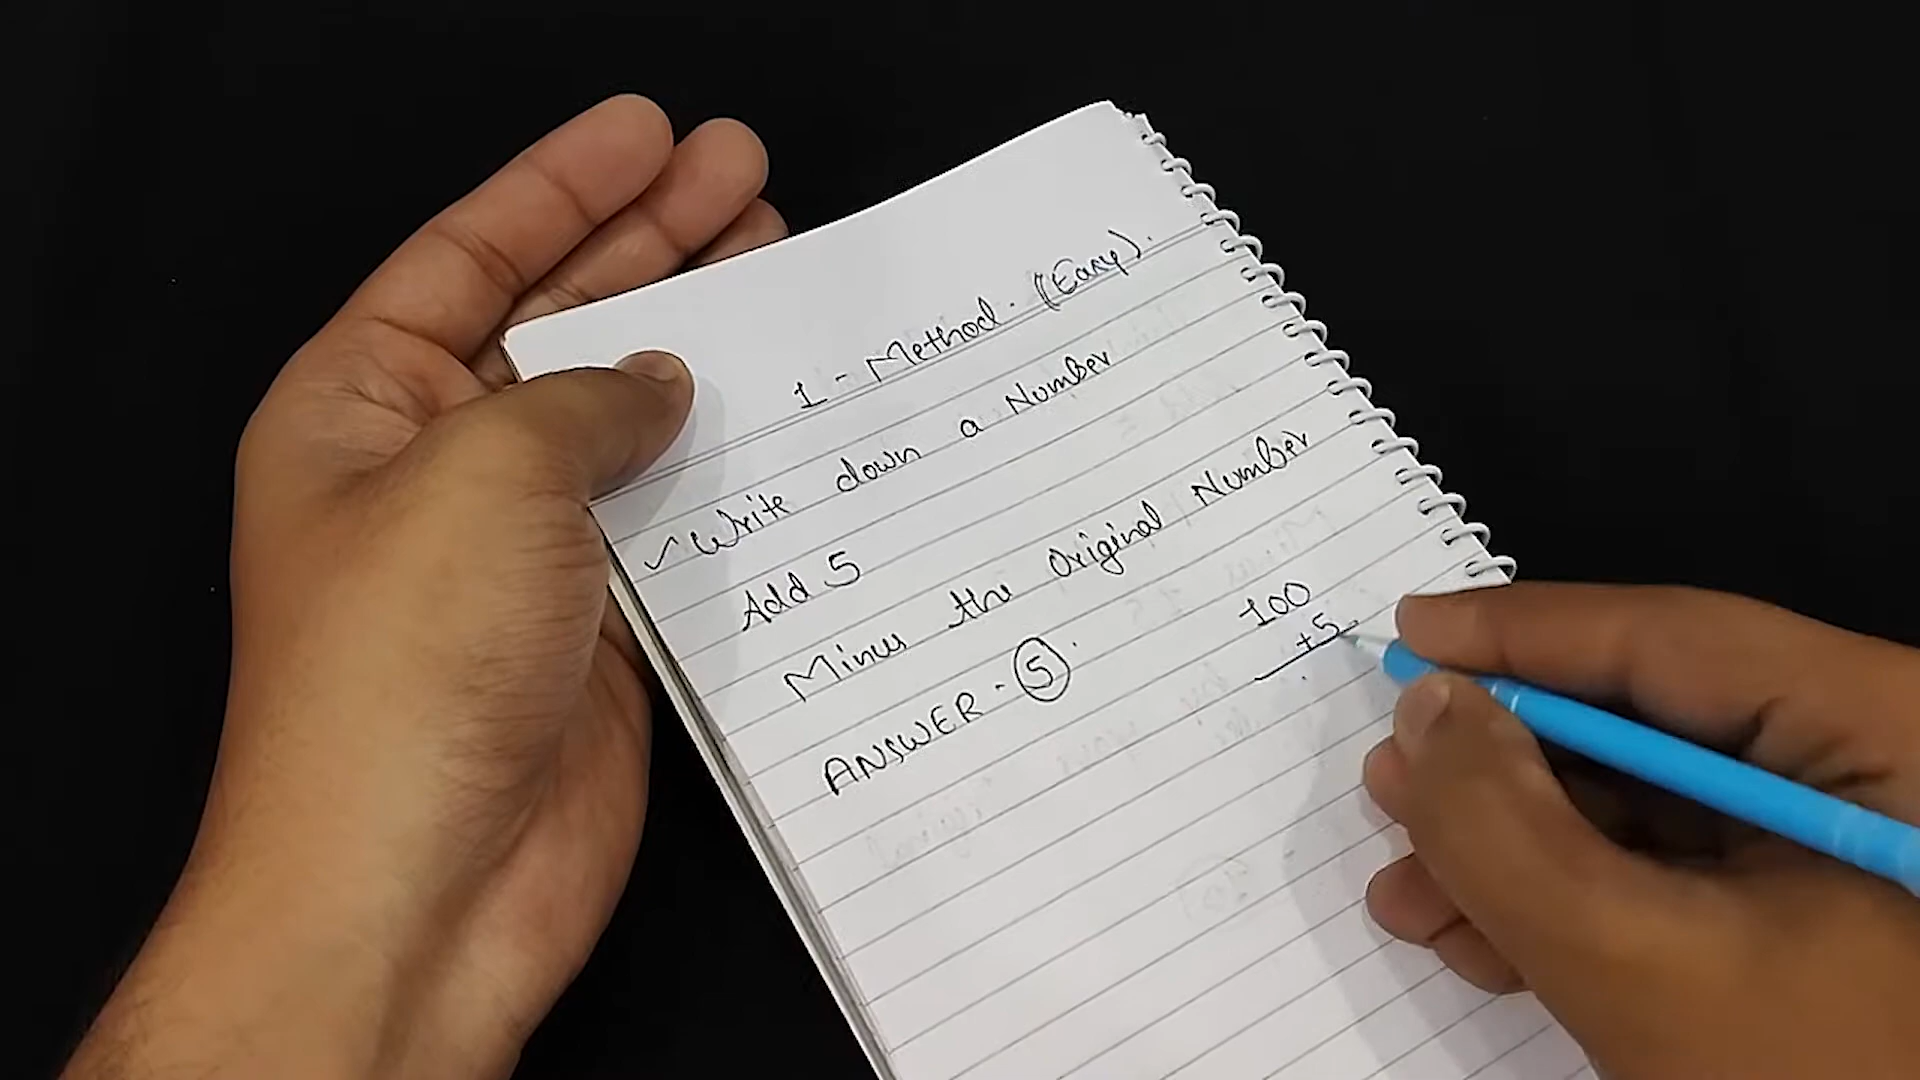 1 - Method. (Easy).
✓ Write down a Number
Add 5
Minus the Original Number
ANSWER - 5.
100
+5